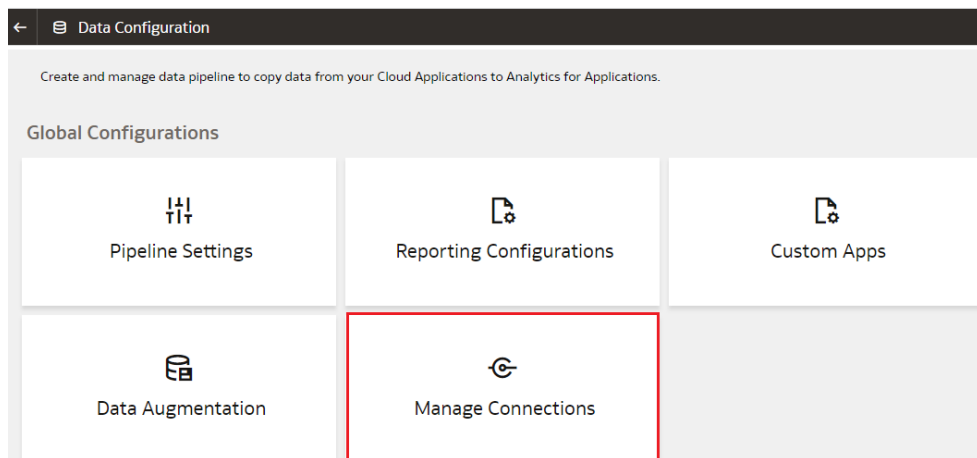 Data Configuration
Create and manage data pipeline to copy data from your Cloud Applications to Analytics for Applications.
Global Configurations
Pipeline Settings
Reporting Configurations
Custom Apps
Data Augmentation
Manage Connections